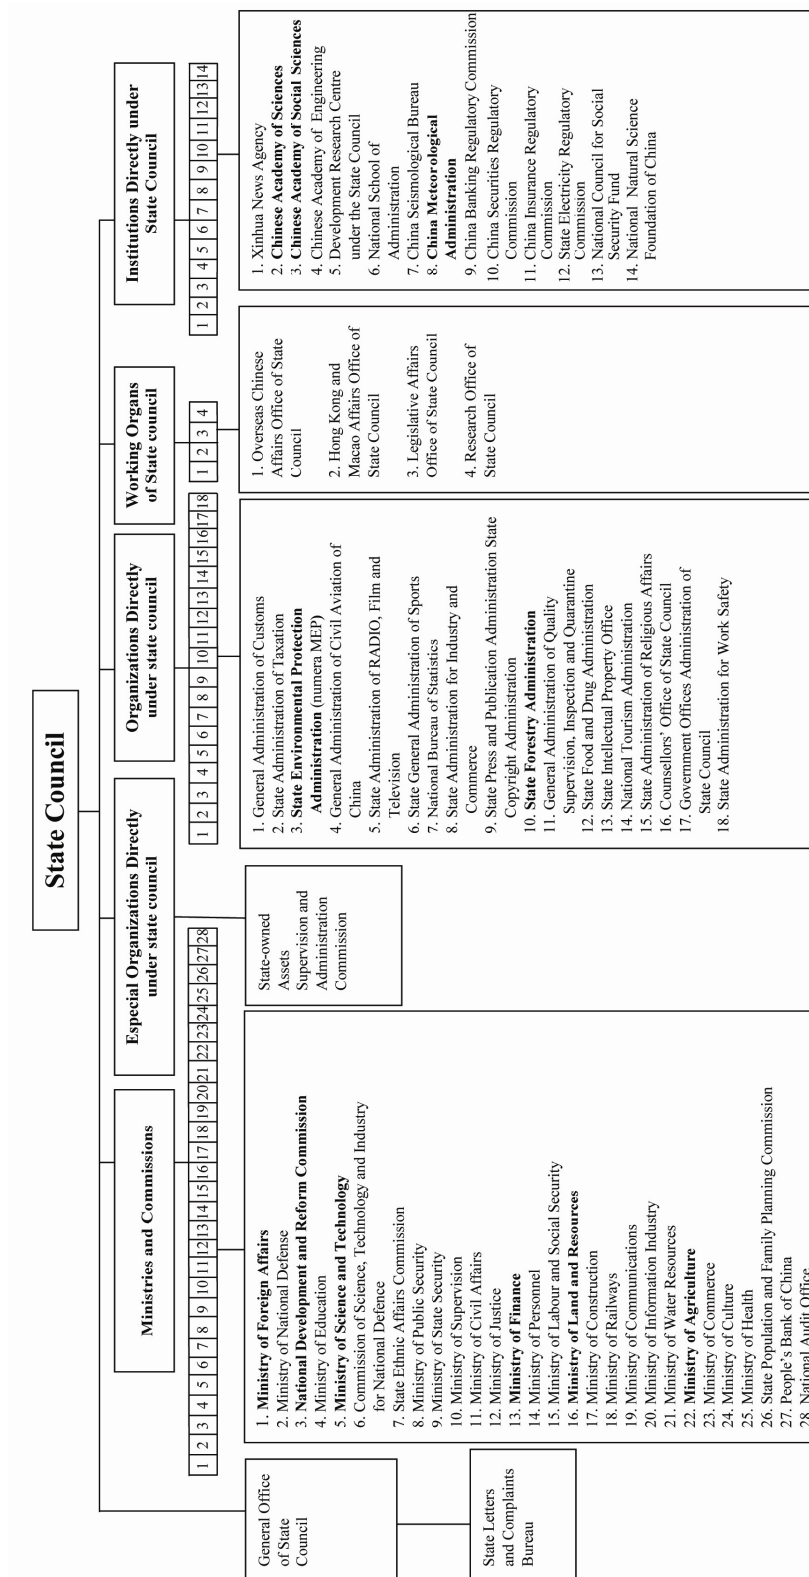 State Council
General Office
of State
Council
State Letters
and Complaints
Bureau
Ministries and Commissions
1 2 3 4 5 6 7 8 9 10 11 12 13 14 15 16 17 18 19 20 21 22 23 24 25 26 27 28
1. Ministry of Foreign Affairs
2. Ministry of National Defense
3. National Development and Reform Commission
4. Ministry of Education
5. Ministry of Science and Technology
6. Commission of Science, Technology and Industry
for National Defence
7. State Ethnic Affairs Commission
8. Ministry of Public Security
9. Ministry of State Security
10. Ministry of Supervision
11. Ministry of Civil Affairs
12. Ministry of Justice
13. Ministry of Finance
14. Ministry of Personnel
15. Ministry of Labour and Social Security
16. Ministry of Land and Resources
17. Ministry of Construction
18. Ministry of Railways
19. Ministry of Communications
20. Ministry of Information Industry
21. Ministry of Water Resources
22. Ministry of Agriculture
23. Ministry of Commerce
24. Ministry of Culture
25. Ministry of Health
26. State Population and Family Planning Commission
27. People's Bank of China
28. National Audit Office
Especial Organizations Directly
under state council
State-owned
Assets
Supervision and
Administration
Commission
Organizations Directly
under state council
1 2 3 4 5 6 7 8 9 10 11 12 13 14 15 16 17 18
1. General Administration of Customs
2. State Administration of Taxation
3. State Environmental Protection
Administration (numera MEP)
4. General Administration of Civil Aviation of
China
5. State Administration of RADIO, Film and
Television
6. State General Administration of Sports
7. National Bureau of Statistics
8. State Administration for Industry and
Commerce
9. State Press and Publication Administration State
Copyright Administration
10. State Forestry Administration
11. General Administration of Quality
Supervision, Inspection and Quarantine
12. State Food and Drug Administration
13. State Intellectual Property Office
14. National Tourism Administration
15. State Administration of Religious Affairs
16. Counsellors' Office of State Council
17. Government Offices Administration of
State Council
18. State Administration for Work Safety
Working Organs
of State council
1 2 3 4
1. Overseas Chinese
Affairs Office of State
Council
2. Hong Kong and
Macao Affairs Office of
State Council
3. Legislative Affairs
Office of State Council
4. Research Office of
State Council
Institutions Directly under
State Council
1 2 3 4 5 6 7 8 9 10 11 12 13 14
1. Xinhua News Agency
2. Chinese Academy of Sciences
3. Chinese Academy of Social Sciences
4. Chinese Academy of Engineering
5. Development Research Centre
under the State Council
6. National School of
Administration
7. China Seismological Bureau
8. China Meteorological
Administration
9. China Banking Regulatory Commission
10. China Securities Regulatory
Commission
11. China Insurance Regulatory
Commission
12. State Electricity Regulatory
Commission
13. National Council for Social
Security Fund
14. National Natural Science
Foundation of China